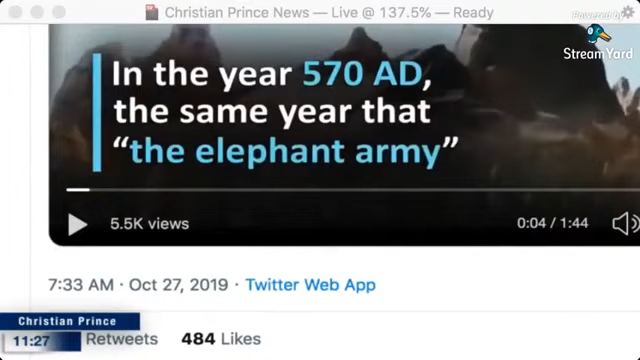 Christian Prince News — Live @ 137.5% — Ready
Powered by
StreamYard
In the year 570 AD,
the same year that
“the elephant army”
5.5K views
0:04 / 1:44
7:33 AM · Oct 27, 2019 · Twitter Web App
Christian Prince
11:27
Retweets
484 Likes